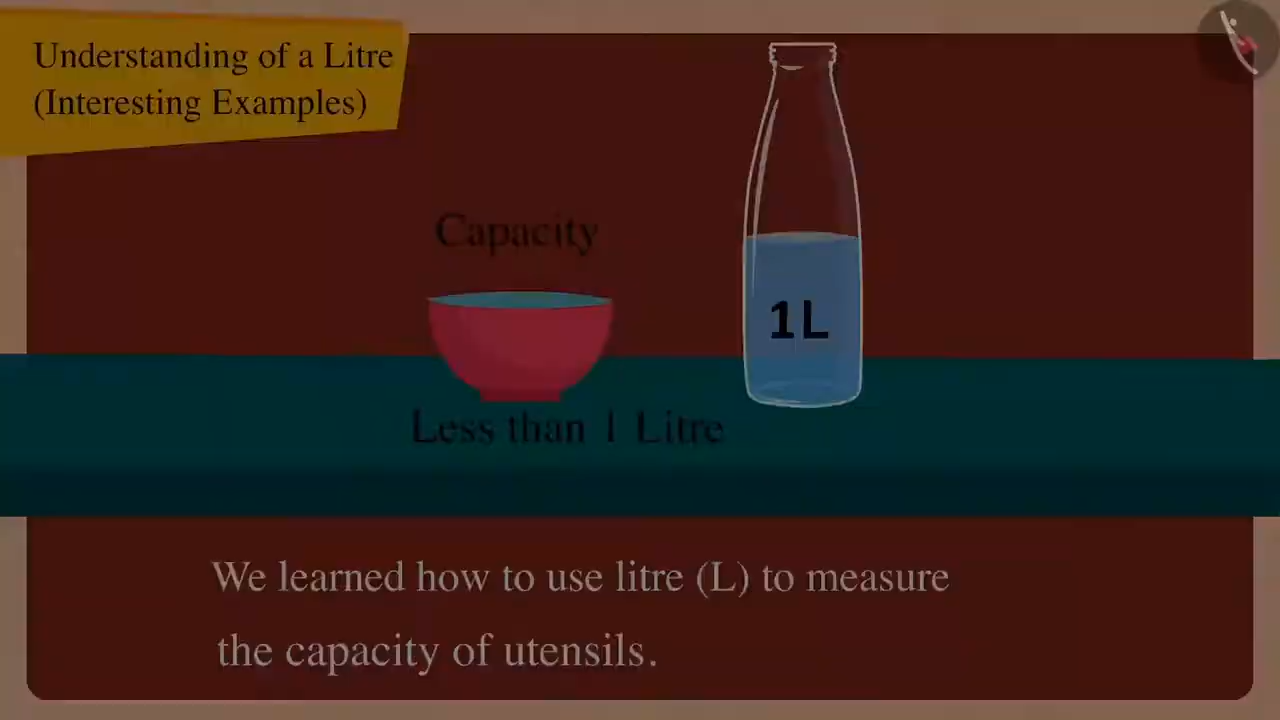 Understanding of a Litre
(Interesting Examples)
Capacity
1L
Less than 1 Litre
We learned how to use litre (L) to measure
the capacity of utensils.